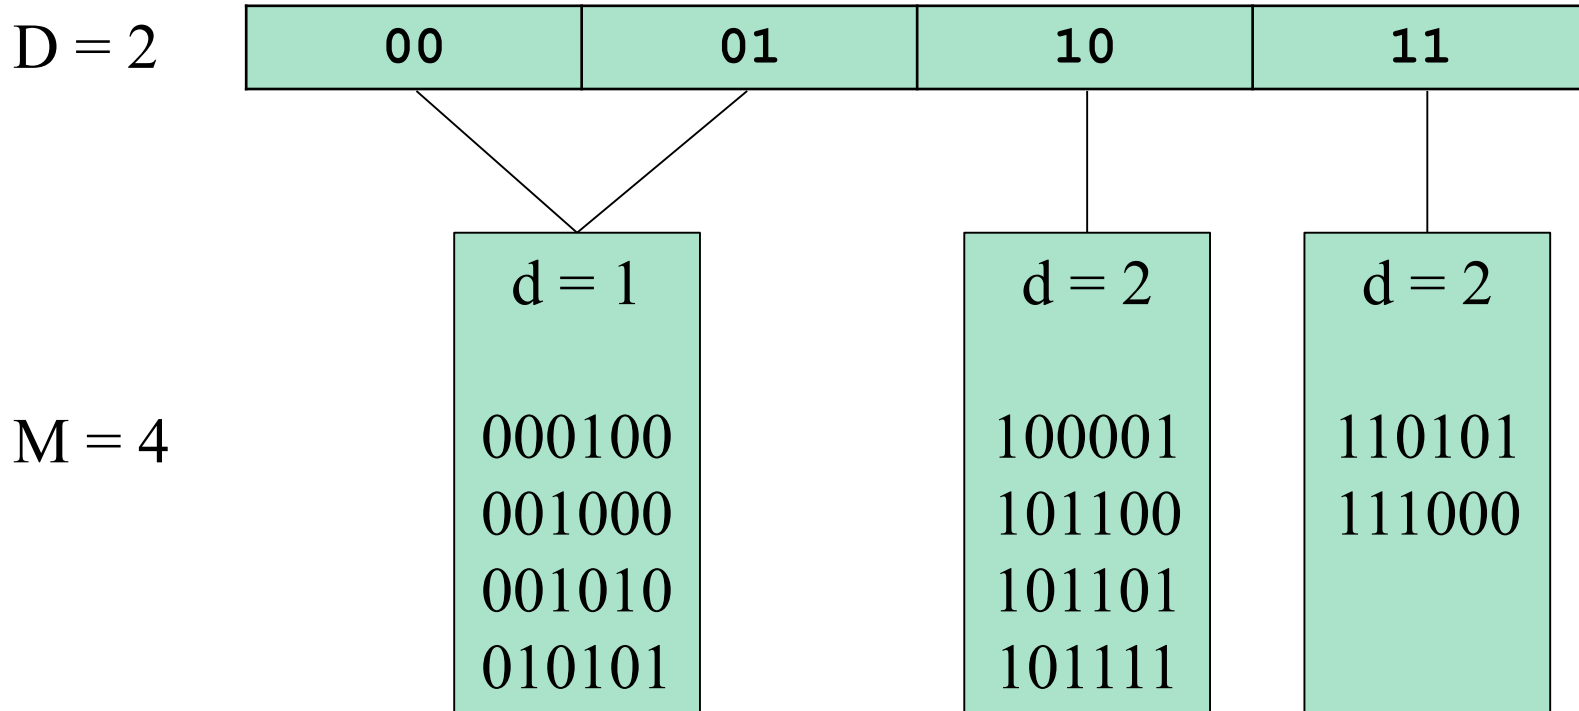 D = 2 00 01 10 11
d = 1 d = 2 d = 2
M = 4 000100 100001 110101
001000 101100 111000
001010 101101
010101 101111